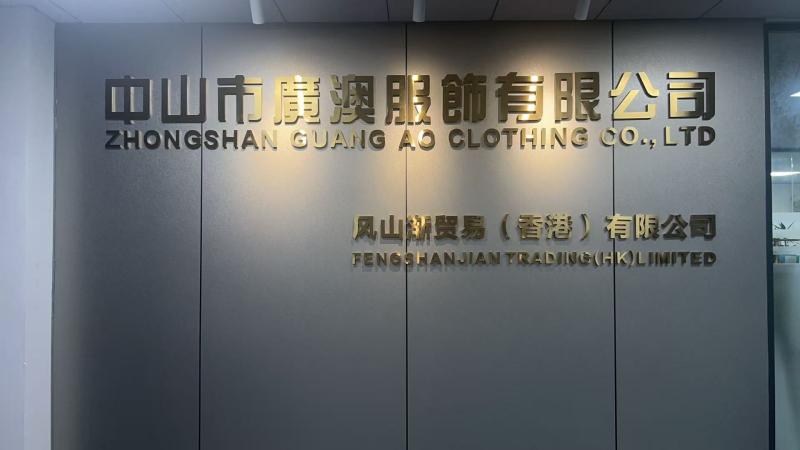 中山市廣澳服飾有限公司
ZHONGSHAN GUANG AO CLOTHING CO., LTD
风山渐贸易（香港）有限公司
FENGSHANJIAN TRADING(HK)LIMITED